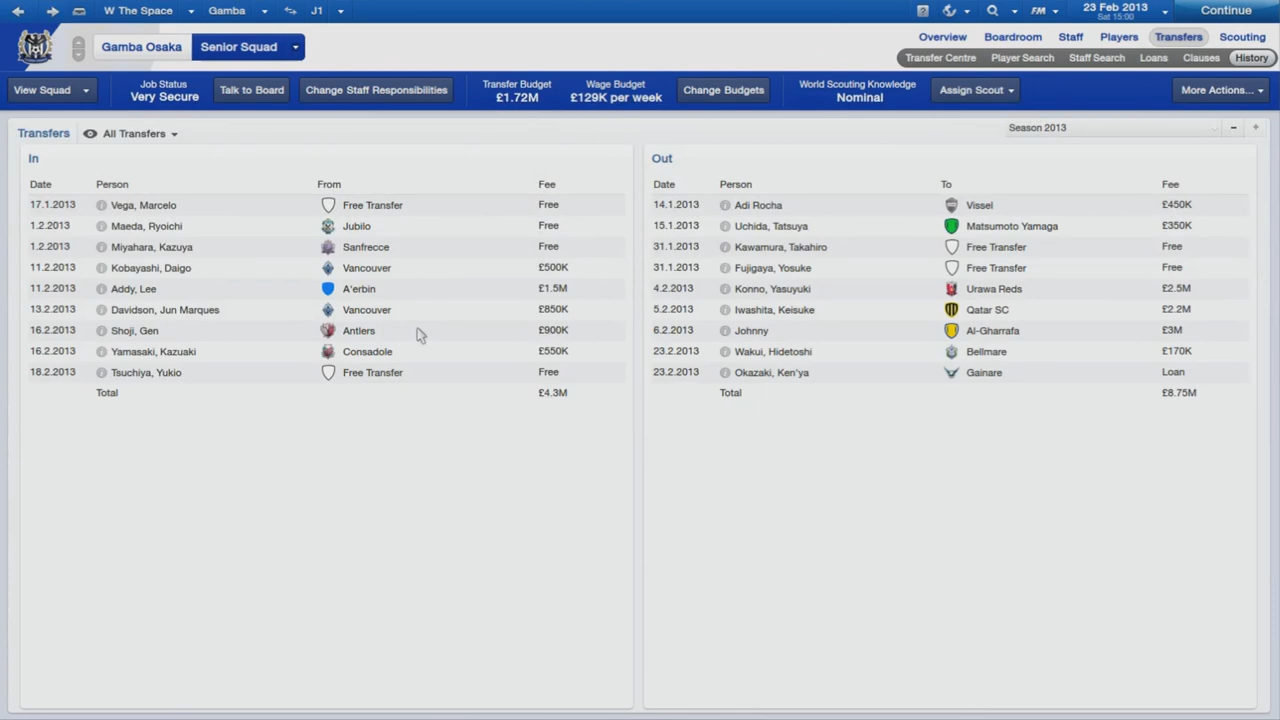 W The Space Gamba J1 FM 23 Feb 2013 Sat 15:00 Continue
Gamba Osaka Senior Squad Overview Boardroom Staff Players Transfers Scouting
Transfer Centre Player Search Staff Search Loans Clauses History
View Squad Job Status Very Secure Talk to Board Change Staff Responsibilities Transfer Budget £1.72M Wage Budget £129K per week Change Budgets World Scouting Knowledge Nominal Assign Scout More Actions...
Transfers All Transfers Season 2013
In
Date Person From Fee
17.1.2013 Vega, Marcelo Free Transfer Free
1.2.2013 Maeda, Ryoichi Jubilo Free
1.2.2013 Miyahara, Kazuya Sanfrecce Free
11.2.2013 Kobayashi, Daigo Vancouver £500K
11.2.2013 Addy, Lee A'erbin £1.5M
13.2.2013 Davidson, Jun Marques Vancouver £850K
16.2.2013 Shoji, Gen Antlers £900K
16.2.2013 Yamasaki, Kazuaki Consadole £550K
18.2.2013 Tsuchiya, Yukio Free Transfer Free
Total £4.3M
Out
Date Person To Fee
14.1.2013 Adi Rocha Vissel £450K
15.1.2013 Uchida, Tatsuya Matsumoto Yamaga £350K
31.1.2013 Kawamura, Takahiro Free Transfer Free
31.1.2013 Fujigaya, Yosuke Free Transfer Free
4.2.2013 Konno, Yasuyuki Urawa Reds £2.5M
5.2.2013 Iwashita, Keisuke Qatar SC £2.2M
6.2.2013 Johnny Al-Gharrafa £3M
23.2.2013 Wakui, Hidetoshi Bellmare £170K
23.2.2013 Okazaki, Ken'ya Gainare Loan
Total £8.75M